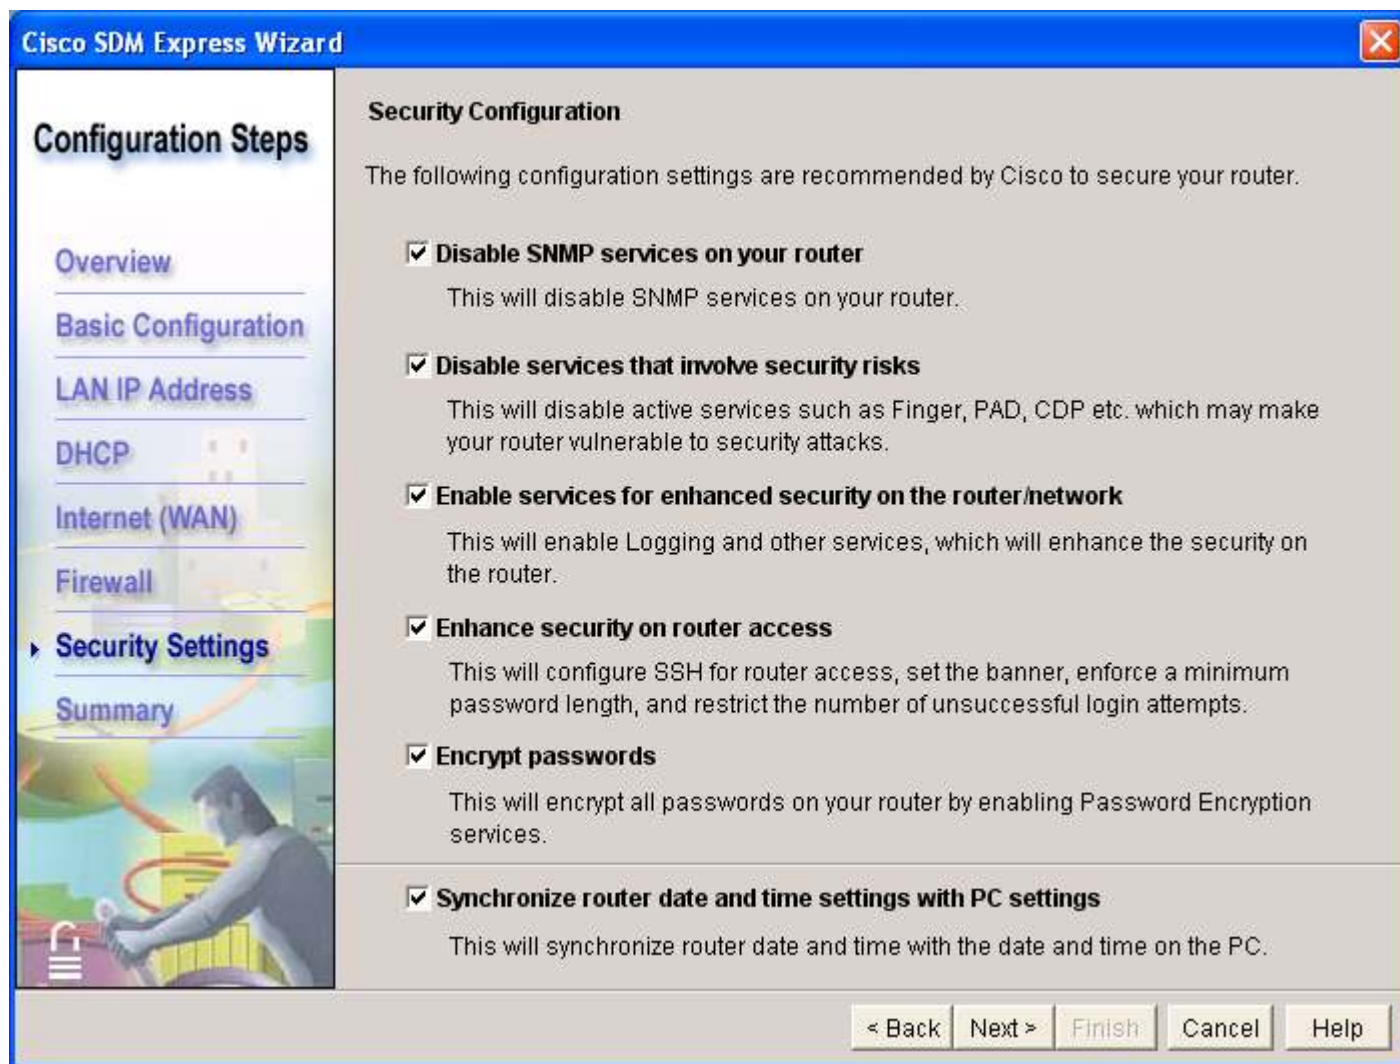 Cisco SDM Express Wizard
Configuration Steps
Overview
Basic Configuration
LAN IP Address
DHCP
Internet (WAN)
Firewall
Security Settings
Summary
Security Configuration
The following configuration settings are recommended by Cisco to secure your router.
Disable SNMP services on your router
This will disable SNMP services on your router.
Disable services that involve security risks
This will disable active services such as Finger, PAD, CDP etc. which may make
your router vulnerable to security attacks.
Enable services for enhanced security on the router/network
This will enable Logging and other services, which will enhance the security on
the router.
Enhance security on router access
This will configure SSH for router access, set the banner, enforce a minimum
password length, and restrict the number of unsuccessful login attempts.
Encrypt passwords
This will encrypt all passwords on your router by enabling Password Encryption
services.
Synchronize router date and time settings with PC settings
This will synchronize router date and time with the date and time on the PC.
< Back
Next >
Finish
Cancel
Help